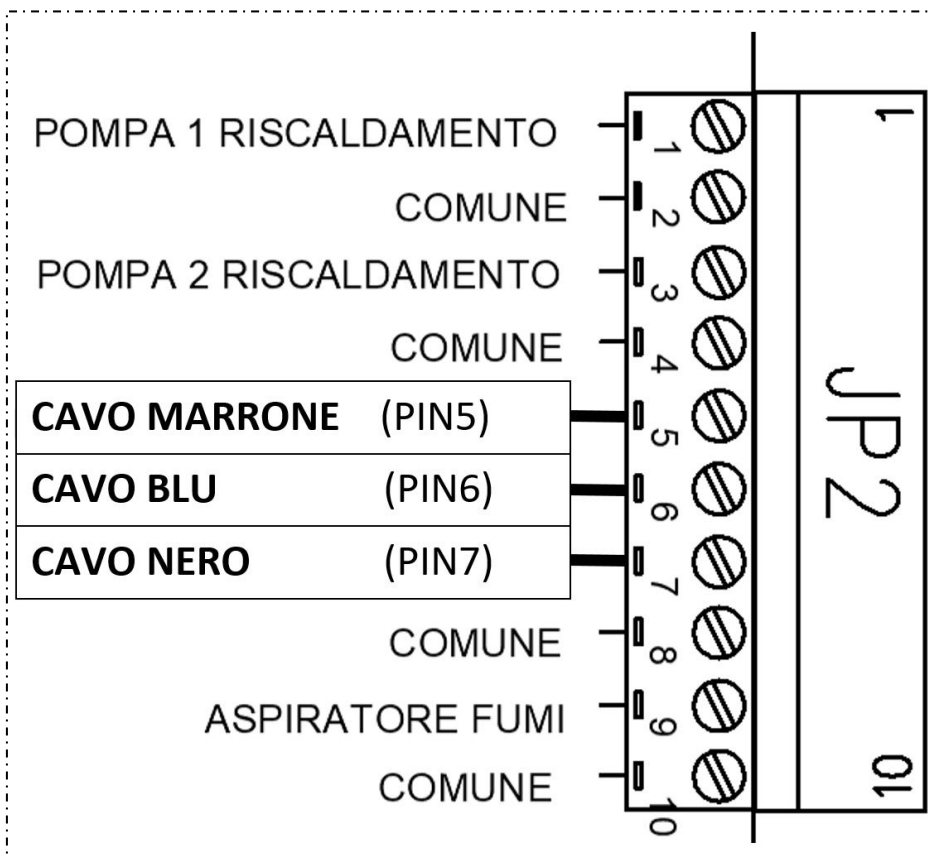 POMPA 1 RISCALDAMENTO
COMUNE
POMPA 2 RISCALDAMENTO
COMUNE
CAVO MARRONE (PIN5)
CAVO BLU (PIN6)
CAVO NERO (PIN7)
COMUNE
ASPIRATORE FUMI
COMUNE
1
2
3
4
5
6
7
8
9
10
1
JP2
10